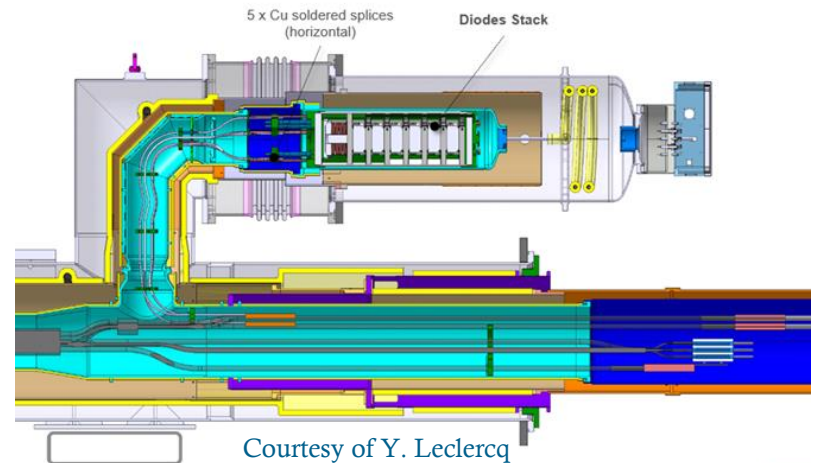 5 x Cu soldered splices
(horizontal)
Diodes Stack
Courtesy of Y. Leclercq